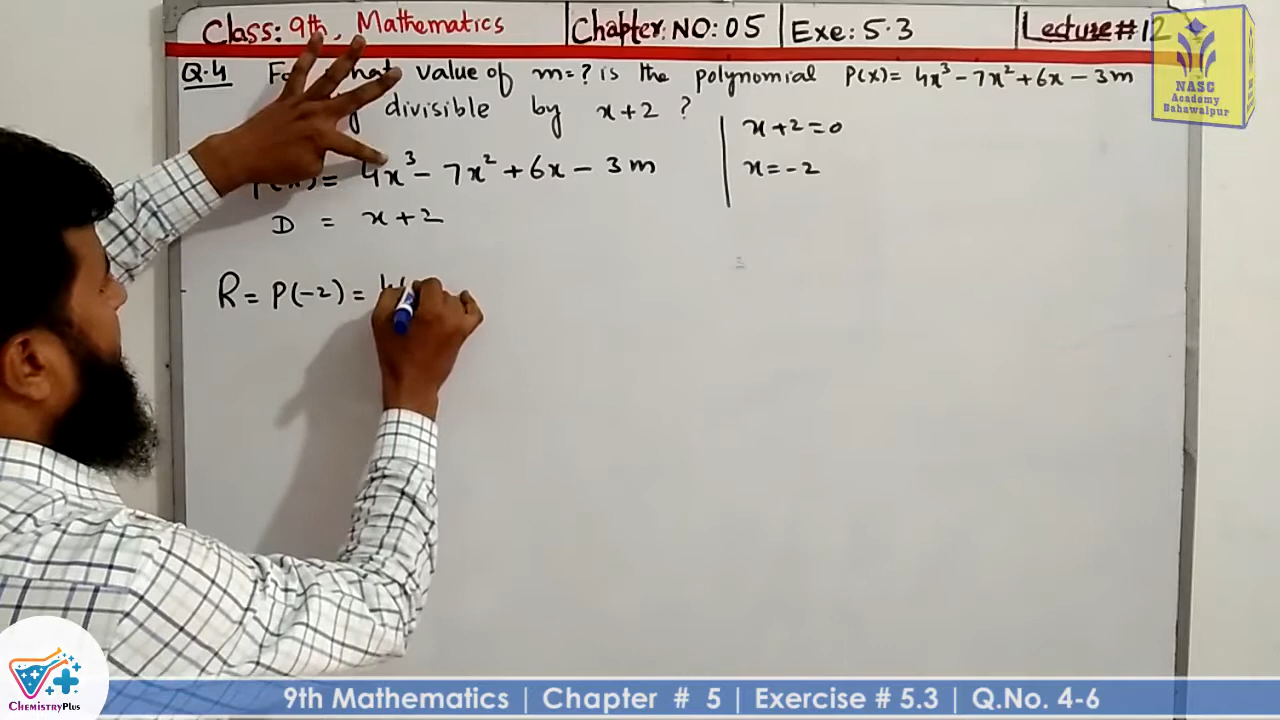 Class: 9th, Mathematics Chapter: NO: 05 Exe: 5.3 Lecture # 12
Q.4 value of m=? is the polynomial P(x)= 4x³ - 7x² + 6x - 3m
divisible by x+2 ?
x+2=0
= 4x³ - 7x² + 6x - 3m
x=-2
D = x+2
R = P(-2) =
NASC
Academy
Bahawalpur
CHEMISTRY PLUS
9th Mathematics | Chapter # 5 | Exercise # 5.3 | Q.No. 4-6